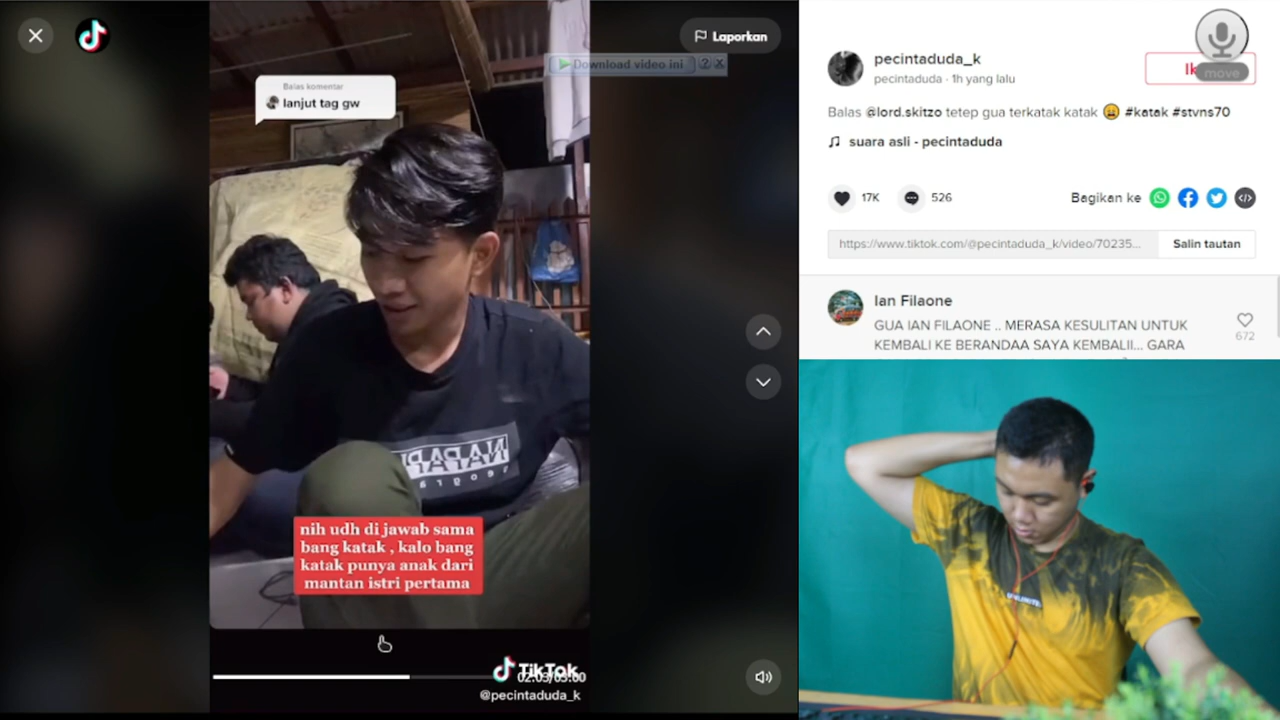 Laporkan
Download video ini
Balas komentar
lanjut tag gw
nih udh di jawab sama
bang katak , kalo bang
katak punya anak dari
mantan istri pertama
TikTok
@pecintaduda_k
move
pecintaduda_k
pecintaduda · 1h yang lalu
Balas @lord.skitzo tetep gua terkatak katak 😩 #katak #stvns70
suara asli - pecintaduda
17K
526
Bagikan ke
https://www.tiktok.com/@pecintaduda_k/video/70235...
Salin tautan
Ian Filaone
GUA IAN FILAONE .. MERASA KESULITAN UNTUK
KEMBALI KE BERANDAA SAYA KEMBALII... GARA
672